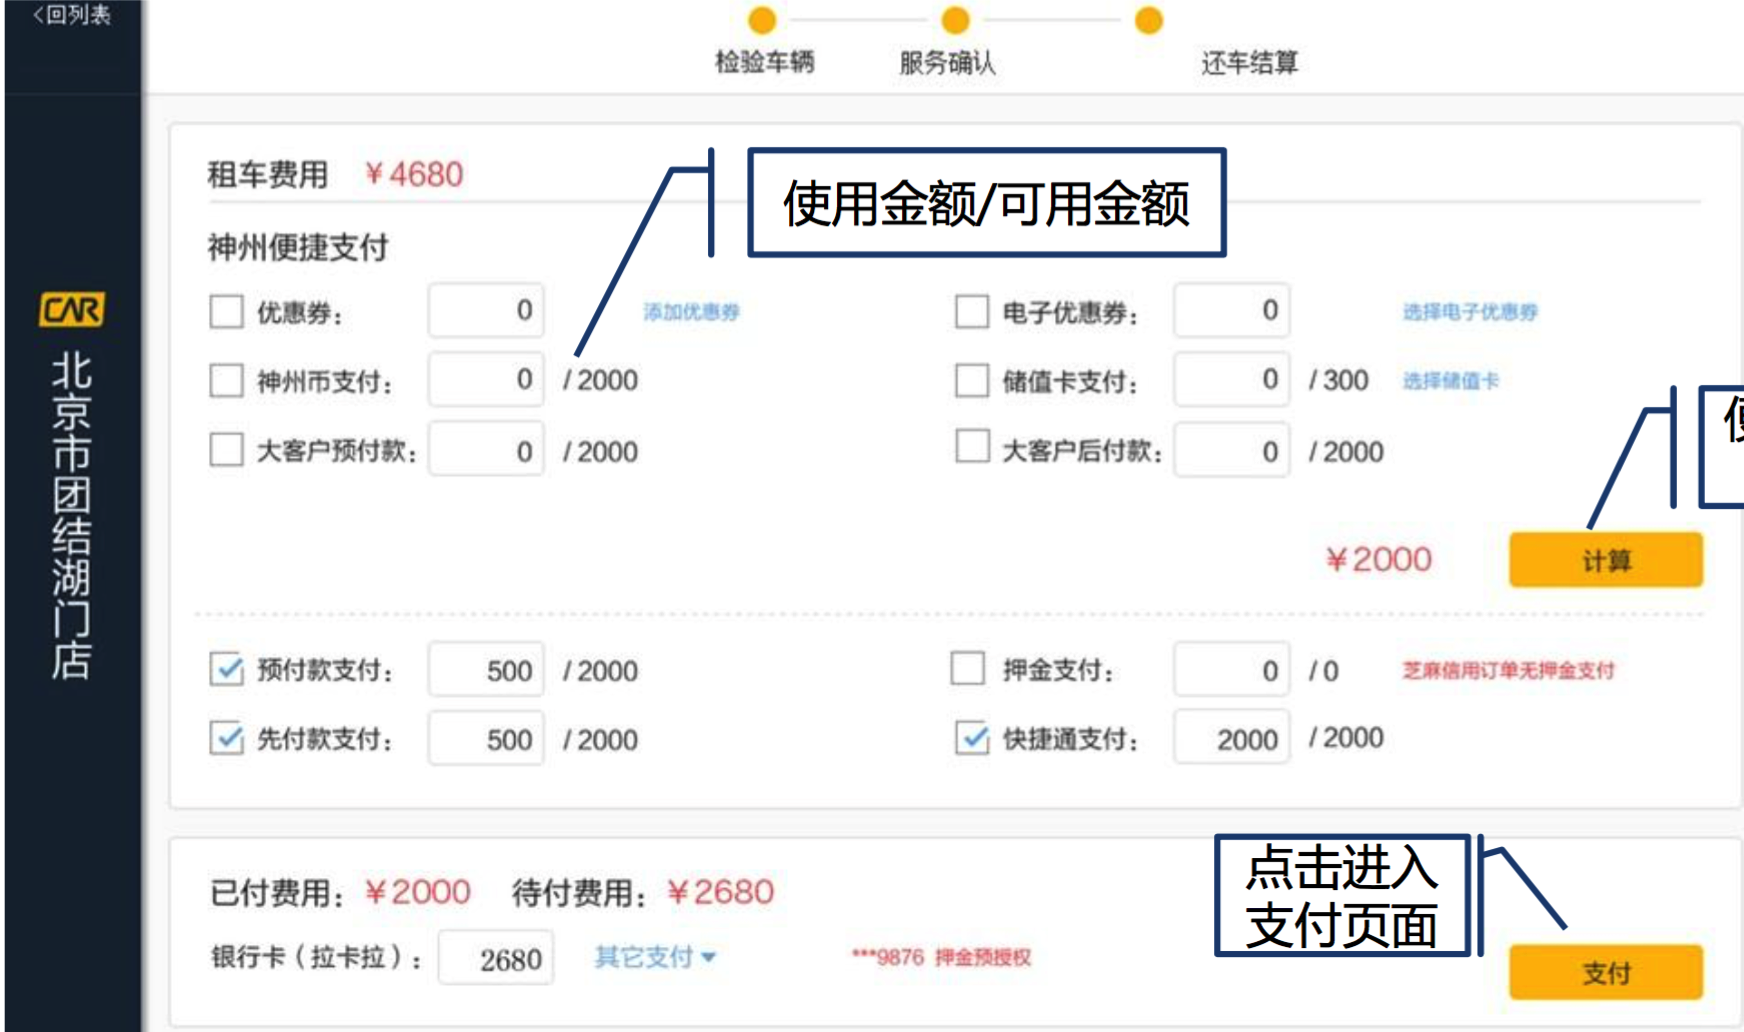 <回列表
检验车辆 服务确认 还车结算
租车费用 ￥4680
使用金额/可用金额
神州便捷支付
优惠券： 0 添加优惠券 电子优惠券： 0 选择电子优惠券
神州币支付： 0 / 2000 储值卡支付： 0 / 300 选择储值卡
大客户预付款： 0 / 2000 大客户后付款： 0 / 2000
￥2000 计算
预付款支付： 500 / 2000 押金支付： 0 / 0 芝麻信用订单无押金支付
先付款支付： 500 / 2000 快捷通支付： 2000 / 2000
已付费用：￥2000 待付费用：￥2680
银行卡（拉卡拉）： 2680 其它支付 ***9876 押金预授权
点击进入
支付页面
支付
CAR
北京市团结湖门店